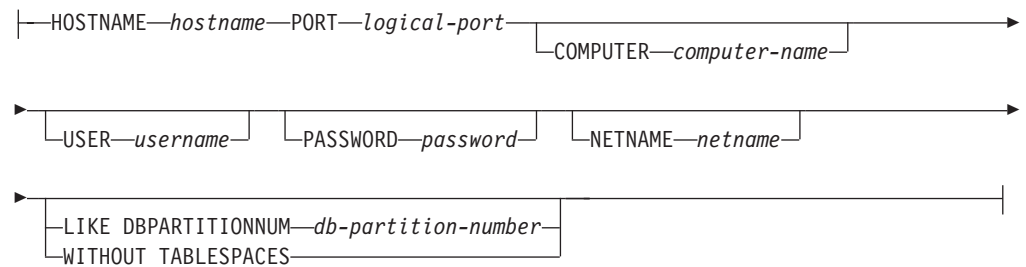 HOSTNAME hostname PORT logical-port
COMPUTER computer-name
USER username PASSWORD password NETNAME netname
LIKE DBPARTITIONNUM db-partition-number
WITHOUT TABLESPACES